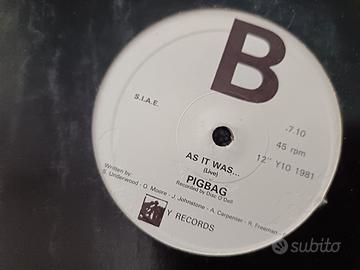 B
S.I.A.E.
-7.10
45 rpm
12" Y10 1981
AS IT WAS...
(Live)
PIGBAG
Recorded by Disc O'Dell
Written by:
S. Underwood - O. Moore - J. Johnstone - A. Carpenter - R. Freeman -
Y RECORDS
subito